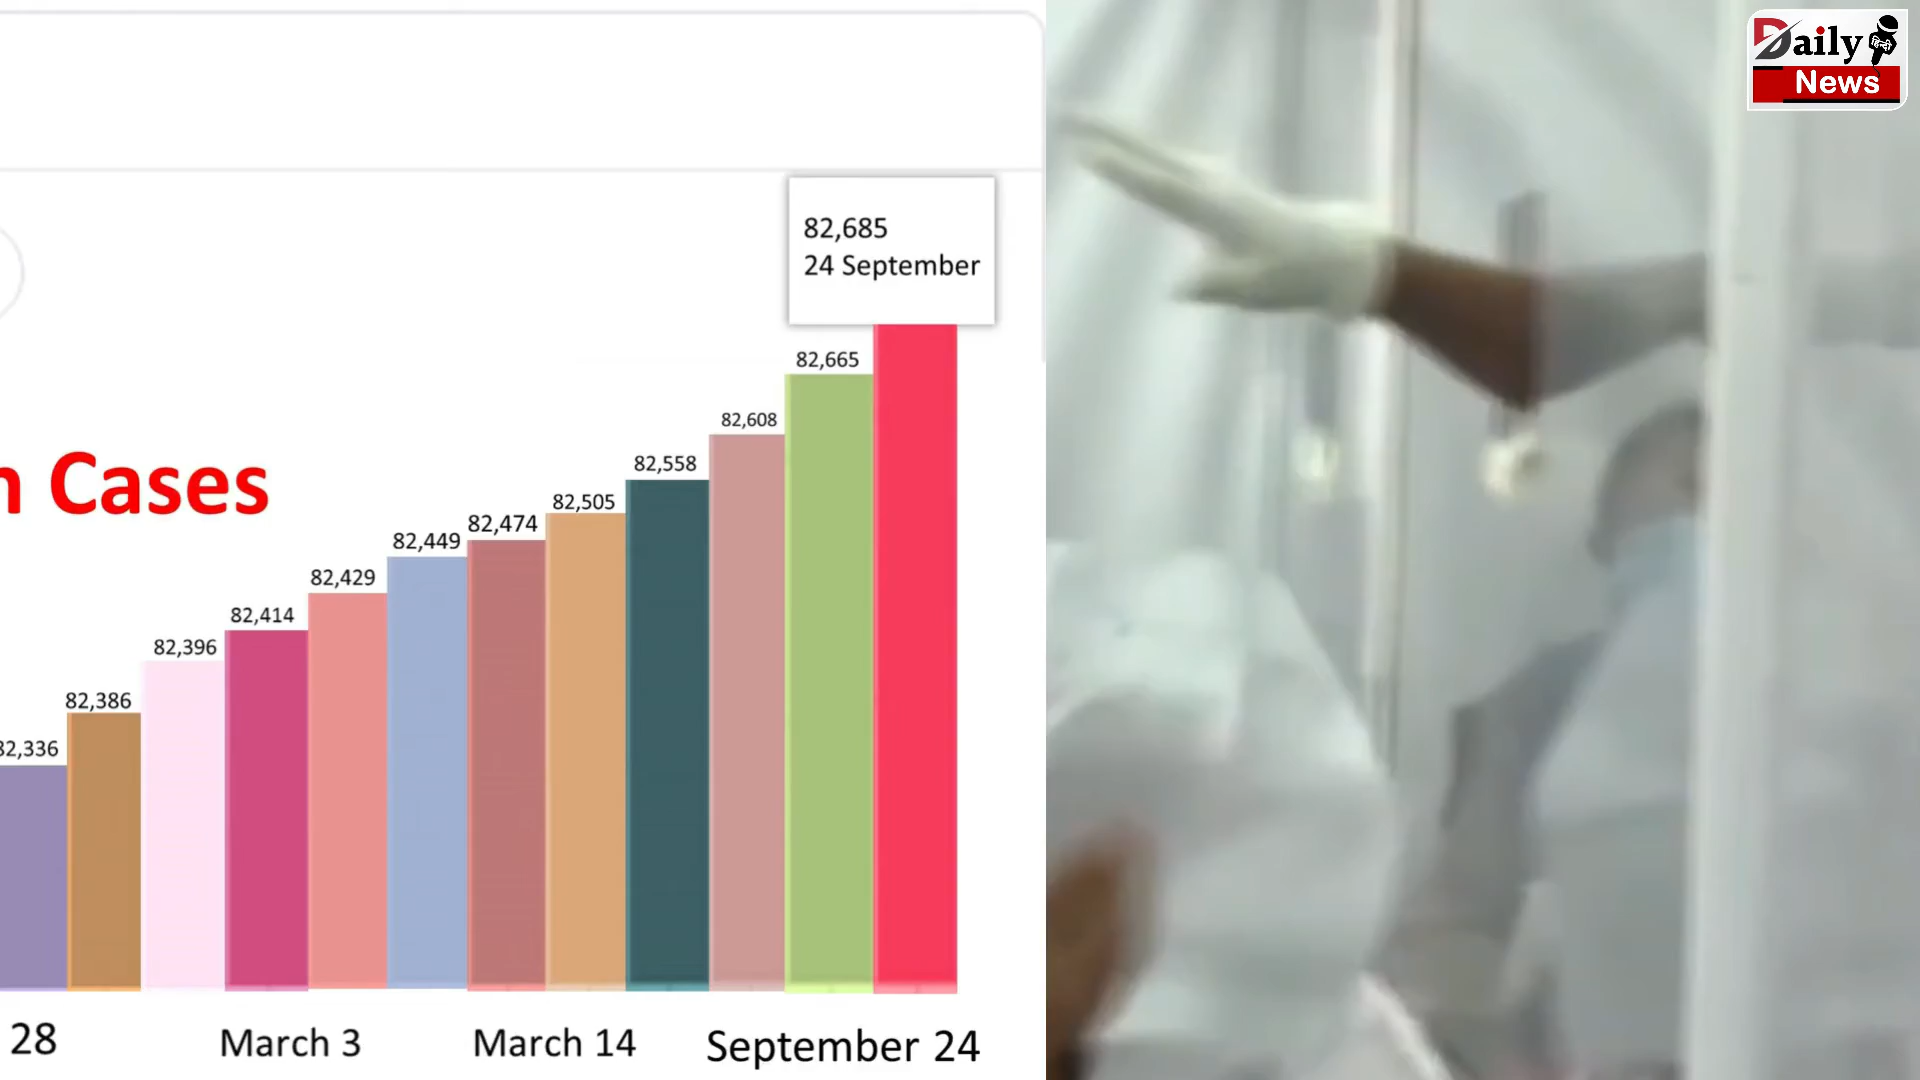 Daily
हिन्दी
News
82,685
24 September
82,665
82,608
82,558
82,505
82,474
82,449
82,429
82,414
82,396
82,386
82,336
Cases
28
March 3
March 14
September 24